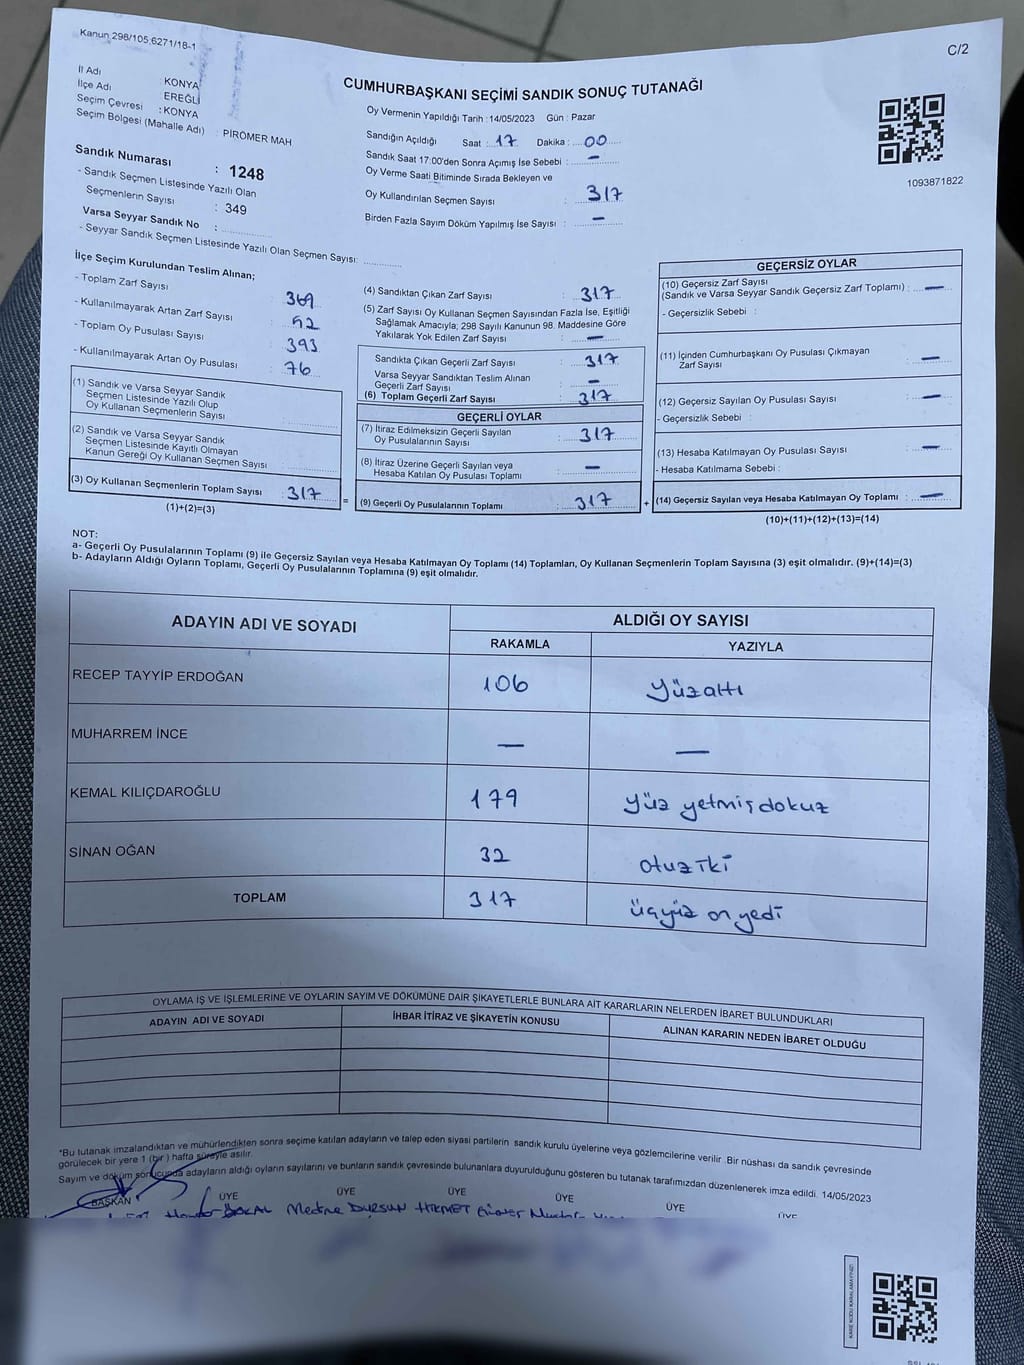 Kanun 298/105,6271/18-1
C/2
İl Adı : KONYA
İlçe Adı : EREĞLİ
Seçim Çevresi : KONYA
Seçim Bölgesi (Mahalle Adı) : PİROMER MAH
CUMHURBAŞKANI SEÇİMİ SANDIK SONUÇ TUTANAĞI
Oy Vermenin Yapıldığı Tarih : 14/05/2023 Gün : Pazar
Sandığın Açıldığı Saat : 17 Dakika : 00
Sandık Saat 17:00'den Sonra Açımış İse Sebebi : —
Oy Verme Saati Bitiminde Sırada Bekleyen ve
Oy Kullandırılan Seçmen Sayısı : 317
Birden Fazla Sayım Döküm Yapılmış İse Sayısı : —
1093871822
Sandık Numarası : 1248
- Sandık Seçmen Listesinde Yazılı Olan
Seçmenlerin Sayısı : 349
Varsa Seyyar Sandık No :
- Seyyar Sandık Seçmen Listesinde Yazılı Olan Seçmen Sayısı:
İlçe Seçim Kurulundan Teslim Alınan;
- Toplam Zarf Sayısı : 369
- Kullanılmayarak Artan Zarf Sayısı : 52
- Toplam Oy Pusulası Sayısı : 393
- Kullanılmayarak Artan Oy Pusulası : 76
(1) Sandık ve Varsa Seyyar Sandık
Seçmen Listesinde Yazılı Olup
Oy Kullanan Seçmenlerin Sayısı :
(2) Sandık ve Varsa Seyyar Sandık
Seçmen Listesinde Kayıtlı Olmayan
Kanun Gereği Oy Kullanan Seçmen Sayısı :
(3) Oy Kullanan Seçmenlerin Toplam Sayısı : 317
(1)+(2)=(3)
=
(4) Sandıktan Çıkan Zarf Sayısı : 317
(5) Zarf Sayısı Oy Kullanan Seçmen Sayısından Fazla İse, Eşitliği
Sağlamak Amacıyla; 298 Sayılı Kanunun 98. Maddesine Göre
Yakılarak Yok Edilen Zarf Sayısı : —
Sandıkta Çıkan Geçerli Zarf Sayısı : 317
Varsa Seyyar Sandıktan Teslim Alınan
Geçerli Zarf Sayısı : —
(6) Toplam Geçerli Zarf Sayısı : 317
GEÇERLİ OYLAR
(7) İtiraz Edilmeksizin Geçerli Sayılan
Oy Pusulalarının Sayısı : 317
(8) İtiraz Üzerine Geçerli Sayılan veya
Hesaba Katılan Oy Pusulası Toplamı : —
(9) Geçerli Oy Pusulalarının Toplamı : 317
+
GEÇERSİZ OYLAR
(10) Geçersiz Zarf Sayısı
(Sandık ve Varsa Seyyar Sandık Geçersiz Zarf Toplamı) : —
- Geçersizlik Sebebi :
(11) İçinden Cumhurbaşkanı Oy Pusulası Çıkmayan
Zarf Sayısı : —
(12) Geçersiz Sayılan Oy Pusulası Sayısı : —
- Geçersizlik Sebebi :
(13) Hesaba Katılmayan Oy Pusulası Sayısı : —
- Hesaba Katılmama Sebebi :
(14) Geçersiz Sayılan veya Hesaba Katılmayan Oy Toplamı : —
(10)+(11)+(12)+(13)=(14)
NOT:
a- Geçerli Oy Pusulalarının Toplamı (9) ile Geçersiz Sayılan veya Hesaba Katılmayan Oy Toplamı (14) Toplamları, Oy Kullanan Seçmenlerin Toplam Sayısına (3) eşit olmalıdır. (9)+(14)=(3)
b- Adayların Aldığı Oyların Toplamı, Geçerli Oy Pusulalarının Toplamına (9) eşit olmalıdır.
ADAYIN ADI VE SOYADI ALDIĞI OY SAYISI
RAKAMLA YAZIYLA
RECEP TAYYİP ERDOĞAN 106 Yüzaltı
MUHARREM İNCE — —
KEMAL KILIÇDAROĞLU 179 yüz yetmişdokuz
SİNAN OĞAN 32 otuziki
TOPLAM 317 üçyüz on yedi
OYLAMA İŞ VE İŞLEMLERİNE VE OYLARIN SAYIM VE DÖKÜMÜNE DAİR ŞİKAYETLERLE BUNLARA AİT KARARLARIN NELERDEN İBARET BULUNDUKLARI
ADAYIN ADI VE SOYADI İHBAR İTİRAZ VE ŞİKAYETİN KONUSU ALINAN KARARIN NEDEN İBARET OLDUĞU
*Bu tutanak imzalandıktan ve mühürlendikten sonra seçime katılan adayların ve talep eden siyasi partilerin sandık kurulu üyelerine veya gözlemcilerine verilir. Bir nüshası da sandık çevresinde
görülecek bir yere 1 (bir) hafta süreyle asılır.
Sayım ve döküm sonucunda adayların aldığı oyların sayılarını ve bunların sandık çevresinde bulunanlara duyurulduğunu gösteren bu tutanak tarafımızdan düzenlenerek imza edildi. 14/05/2023
BAŞKAN ÜYE ÜYE ÜYE ÜYE ÜYE ÜYE
Medine DURSUN HİKMET
KARE KODU KARALAMAYINIZ!